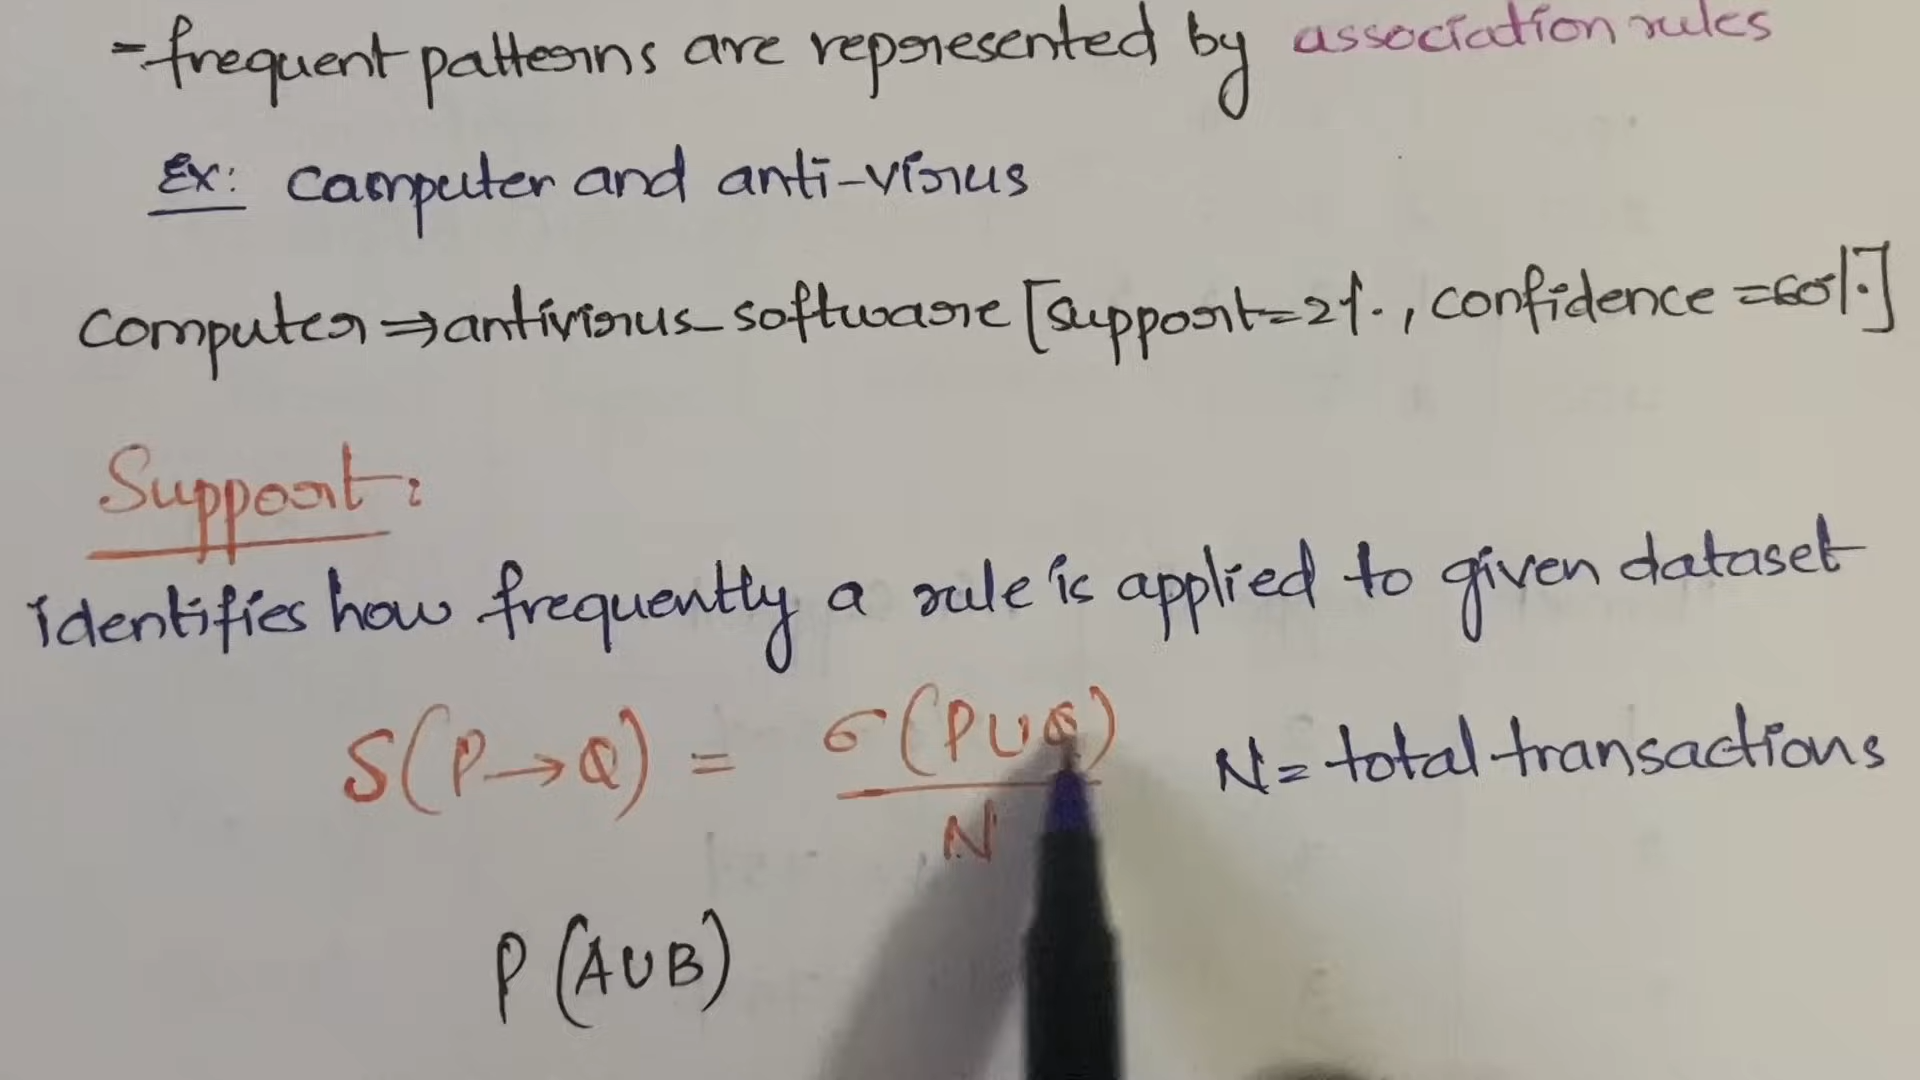 - frequent patterns are represented by association rules
Ex: computer and anti-virus
computer ⇒ antivirus_software [support=2%, confidence=60%]
Support:
identifies how frequently a rule is applied to given dataset
S(P→Q) = σ(P∪Q) / N N= total transactions
P(A∪B)